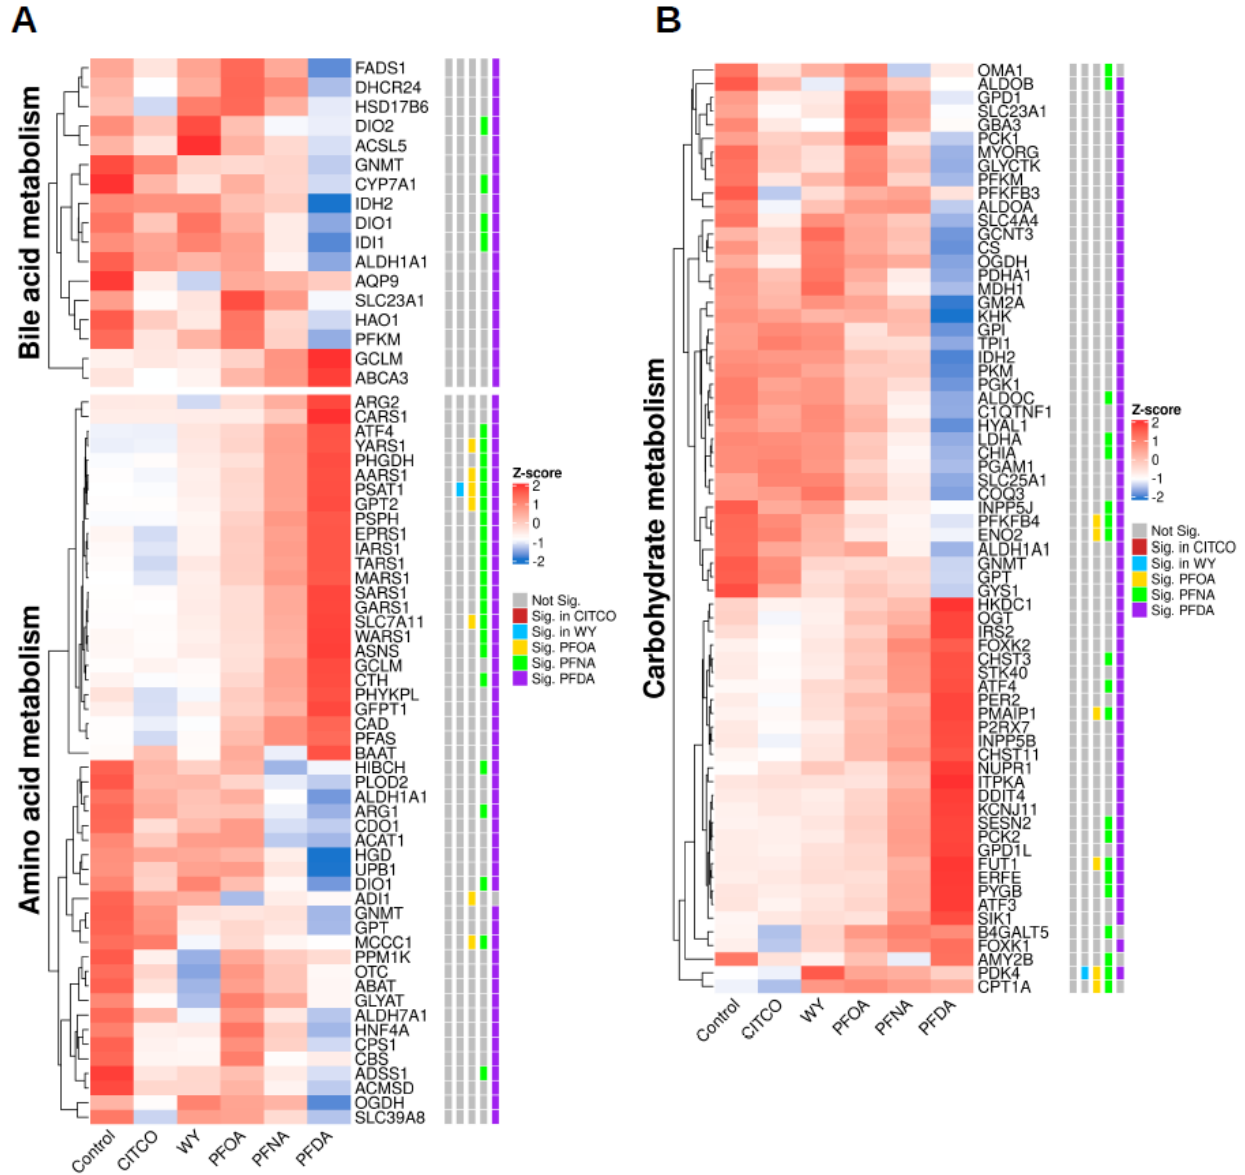 A
Bile acid metabolism
FADS1
DHCR24
HSD17B6
DIO2
ACSL5
GNMT
CYP7A1
IDH2
DIO1
IDI1
ALDH1A1
AQP9
SLC23A1
HAO1
PFKM
GCLM
ABCA3
Amino acid metabolism
ARG2
CARS1
ATF4
YARS1
PHGDH
AARS1
PSAT1
GPT2
PSPH
EPRS1
IARS1
TARS1
MARS1
SARS1
GARS1
SLC7A11
WARS1
ASNS
GCLM
CTH
PHYKPL
GFPT1
CAD
PFAS
BAAT
HIBCH
PLOD2
ALDH1A1
ARG1
CDO1
ACAT1
HGD
UPB1
DIO1
ADI1
GNMT
GPT
MCCC1
PPM1K
OTC
ABAT
GLYAT
ALDH7A1
HNF4A
CPS1
CBS
ADSS1
ACMSD
OGDH
SLC39A8
Control
CITCO
WY
PFOA
PFNA
PFDA
Z-score
2
1
0
-1
-2
Not Sig.
Sig. in CITCO
Sig. in WY
Sig. PFOA
Sig. PFNA
Sig. PFDA
B
Carbohydrate metabolism
OMA1
ALDOB
GPD1
SLC23A1
GBA3
PCK1
MYORG
GLYCTK
PFKM
PFKFB3
ALDOA
SLC4A4
GCNT3
CS
OGDH
PDHA1
MDH1
GM2A
KHK
GPI
TPI1
IDH2
PKM
PGK1
ALDOC
C1QTNF1
HYAL1
LDHA
CHIA
PGAM1
SLC25A1
COQ3
INPP5J
PFKFB4
ENO2
ALDH1A1
GNMT
GPT
GYS1
HKDC1
OGT
IRS2
FOXK2
CHST3
STK40
ATF4
PER2
PMAIP1
P2RX7
INPP5B
CHST11
NUPR1
ITPKA
DDIT4
KCNJ11
SESN2
PCK2
GPD1L
FUT1
ERFE
PYGB
ATF3
SIK1
B4GALT5
FOXK1
AMY2B
PDK4
CPT1A
Control
CITCO
WY
PFOA
PFNA
PFDA
Z-score
2
1
0
-1
-2
Not Sig.
Sig. in CITCO
Sig. in WY
Sig. PFOA
Sig. PFNA
Sig. PFDA